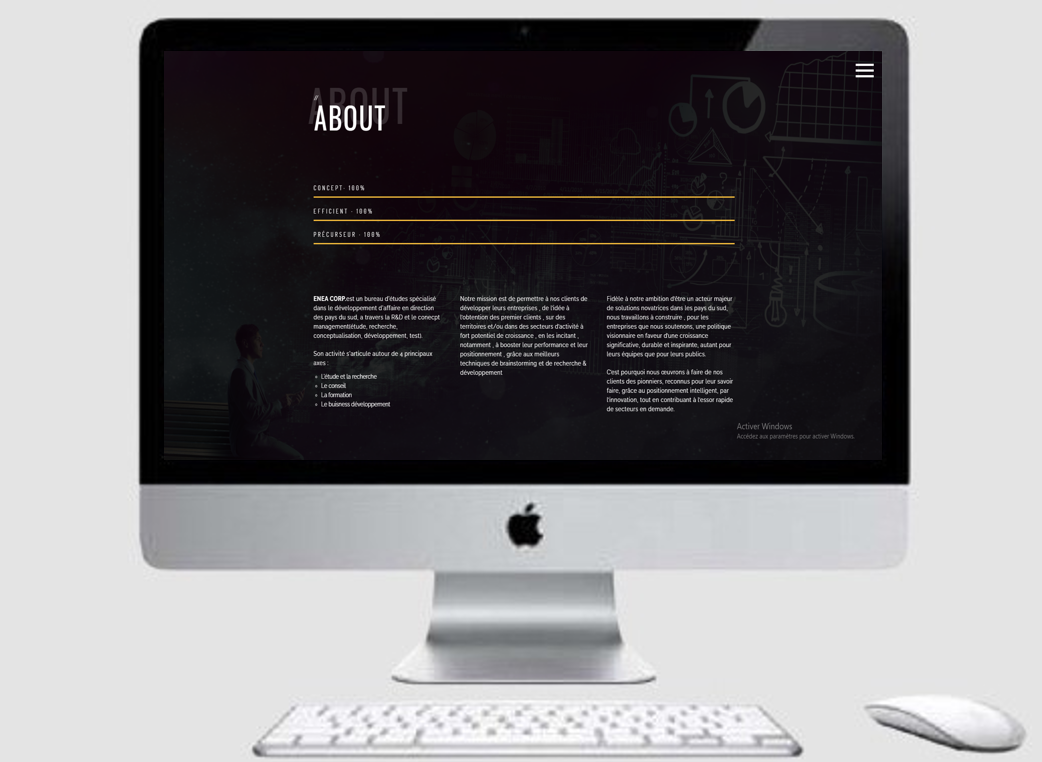 ABOUT
//
ABOUT
CONCEPT· 100%
EFFICIENT · 100%
PRÉCURSEUR · 100%
ENEA CORP.est un bureau d'études spécialisé
dans le développement d'affaire en direction
des pays du sud, a travers la R&D et le conecpt
management(étude, recherche,
conceptualisation, développement, test).
Son activité s'articule autour de 4 principaux
axes :
L'étude et la recherche
Le conseil
La formation
Le buisness développement
Notre mission est de permettre à nos clients de
développer leurs entreprises , de l'idée à
l'obtention des premier clients , sur des
territoires et/ou dans des secteurs d'activité à
fort potentiel de croissance , en les incitant ,
notamment , à booster leur performance et leur
positionnement , grâce aux meilleurs
techniques de brainstorming et de recherche &
développement
Fidèle à notre ambition d'être un acteur majeur
de solutions novatrices dans les pays du sud,
nous travaillons à construire , pour les
entreprises que nous soutenons, une politique
visionnaire en faveur d'une croissance
significative, durable et inspirante, autant pour
leurs équipes que pour leurs publics.
C'est pourquoi nous œuvrons à faire de nos
clients des pionniers, reconnus pour leur savoir
faire, grâce au positionnement intelligent, par
l'innovation, tout en contribuant à l'essor rapide
de secteurs en demande.
Activer Windows
Accédez aux paramètres pour activer Windows.